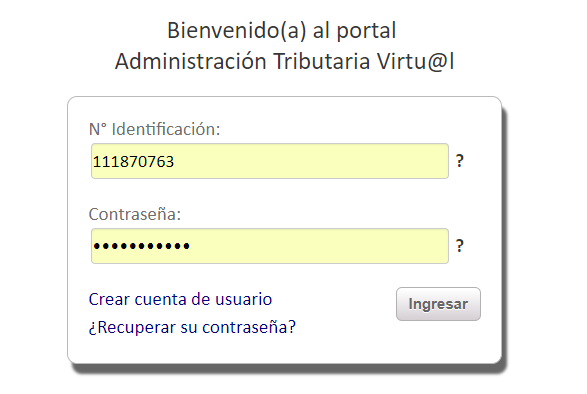 Bienvenido(a) al portal
Administración Tributaria Virtu@l
N° Identificación:
111870763 ?
Contraseña:
••••••••••• ?
Crear cuenta de usuario
Ingresar
¿Recuperar su contraseña?